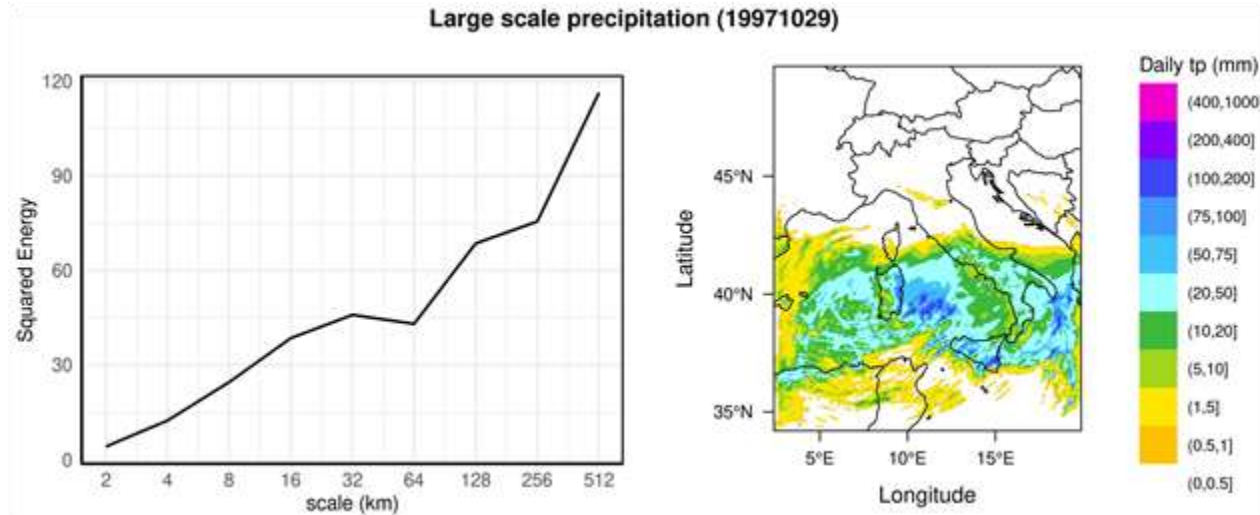 Large scale precipitation (19971029)
Squared Energy
120
90
60
30
0
2 4 8 16 32 64 128 256 512
scale (km)
Latitude
45°N
40°N
35°N
5°E 10°E 15°E
Longitude
Daily tp (mm)
(400,1000
(200,400]
(100,200]
(75,100]
(50,75]
(20,50]
(10,20]
(5,10]
(1,5]
(0.5,1]
(0,0.5]